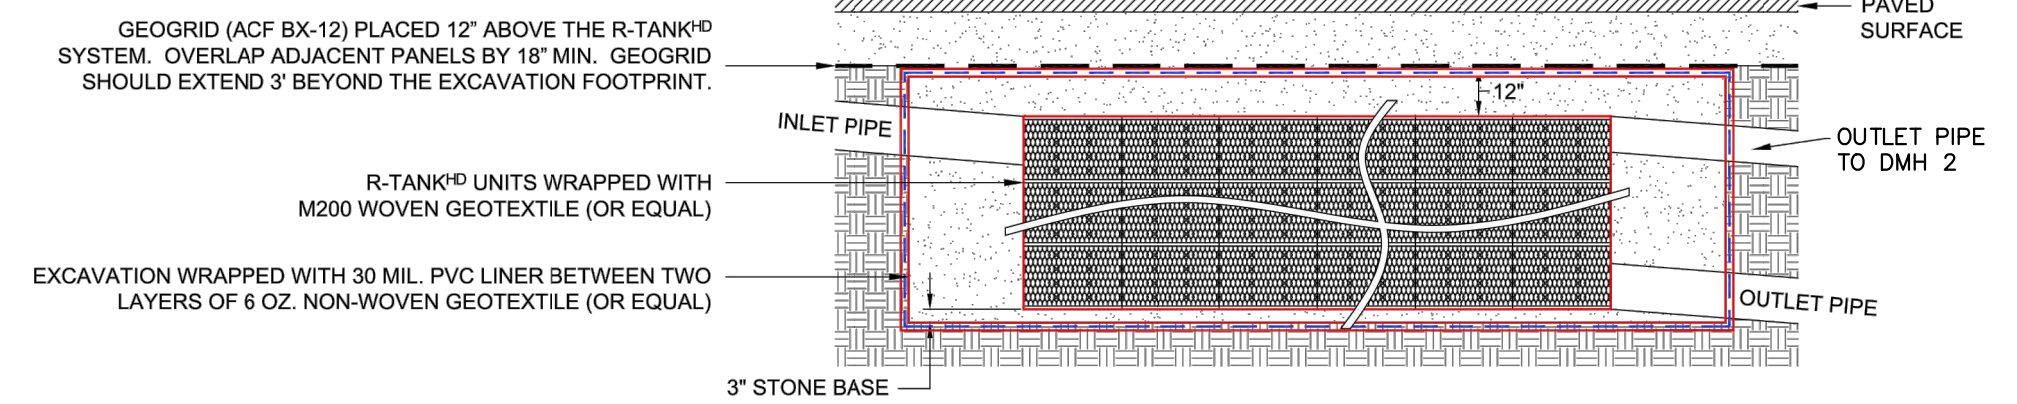 GEOGRID (ACF BX-12) PLACED 12” ABOVE THE R-TANKHD
SYSTEM. OVERLAP ADJACENT PANELS BY 18” MIN. GEOGRID
SHOULD EXTEND 3' BEYOND THE EXCAVATION FOOTPRINT.
PAVED
SURFACE
12"
INLET PIPE
OUTLET PIPE
TO DMH 2
R-TANKHD UNITS WRAPPED WITH
M200 WOVEN GEOTEXTILE (OR EQUAL)
EXCAVATION WRAPPED WITH 30 MIL. PVC LINER BETWEEN TWO
LAYERS OF 6 OZ. NON-WOVEN GEOTEXTILE (OR EQUAL)
OUTLET PIPE
3" STONE BASE